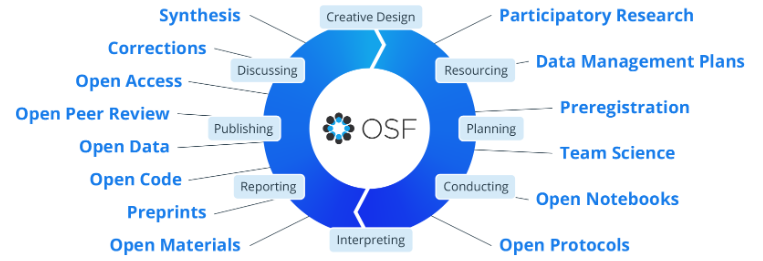 Synthesis
Creative Design
Participatory Research
Corrections
Discussing
Resourcing
Data Management Plans
Open Access
Open Peer Review
Publishing
OSF
Planning
Preregistration
Open Data
Team Science
Open Code
Reporting
Conducting
Open Notebooks
Preprints
Open Materials
Interpreting
Open Protocols